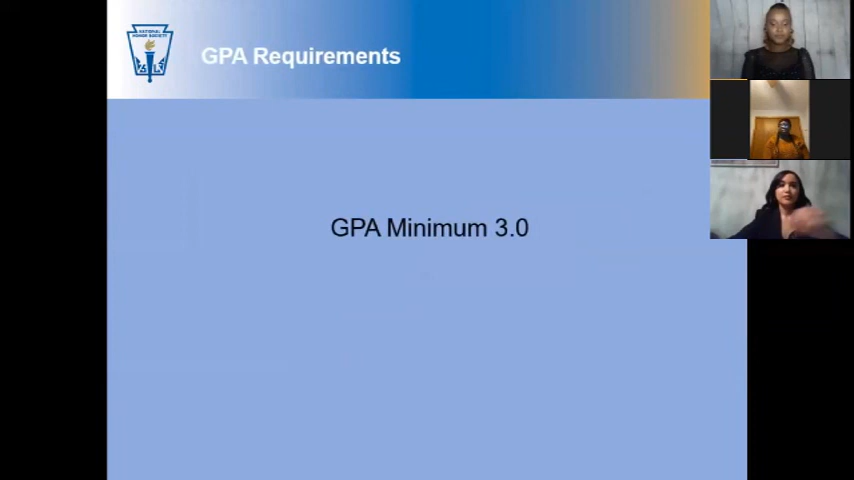 NATIONAL
HONOR SOCIETY
GPA Requirements
GPA Minimum 3.0